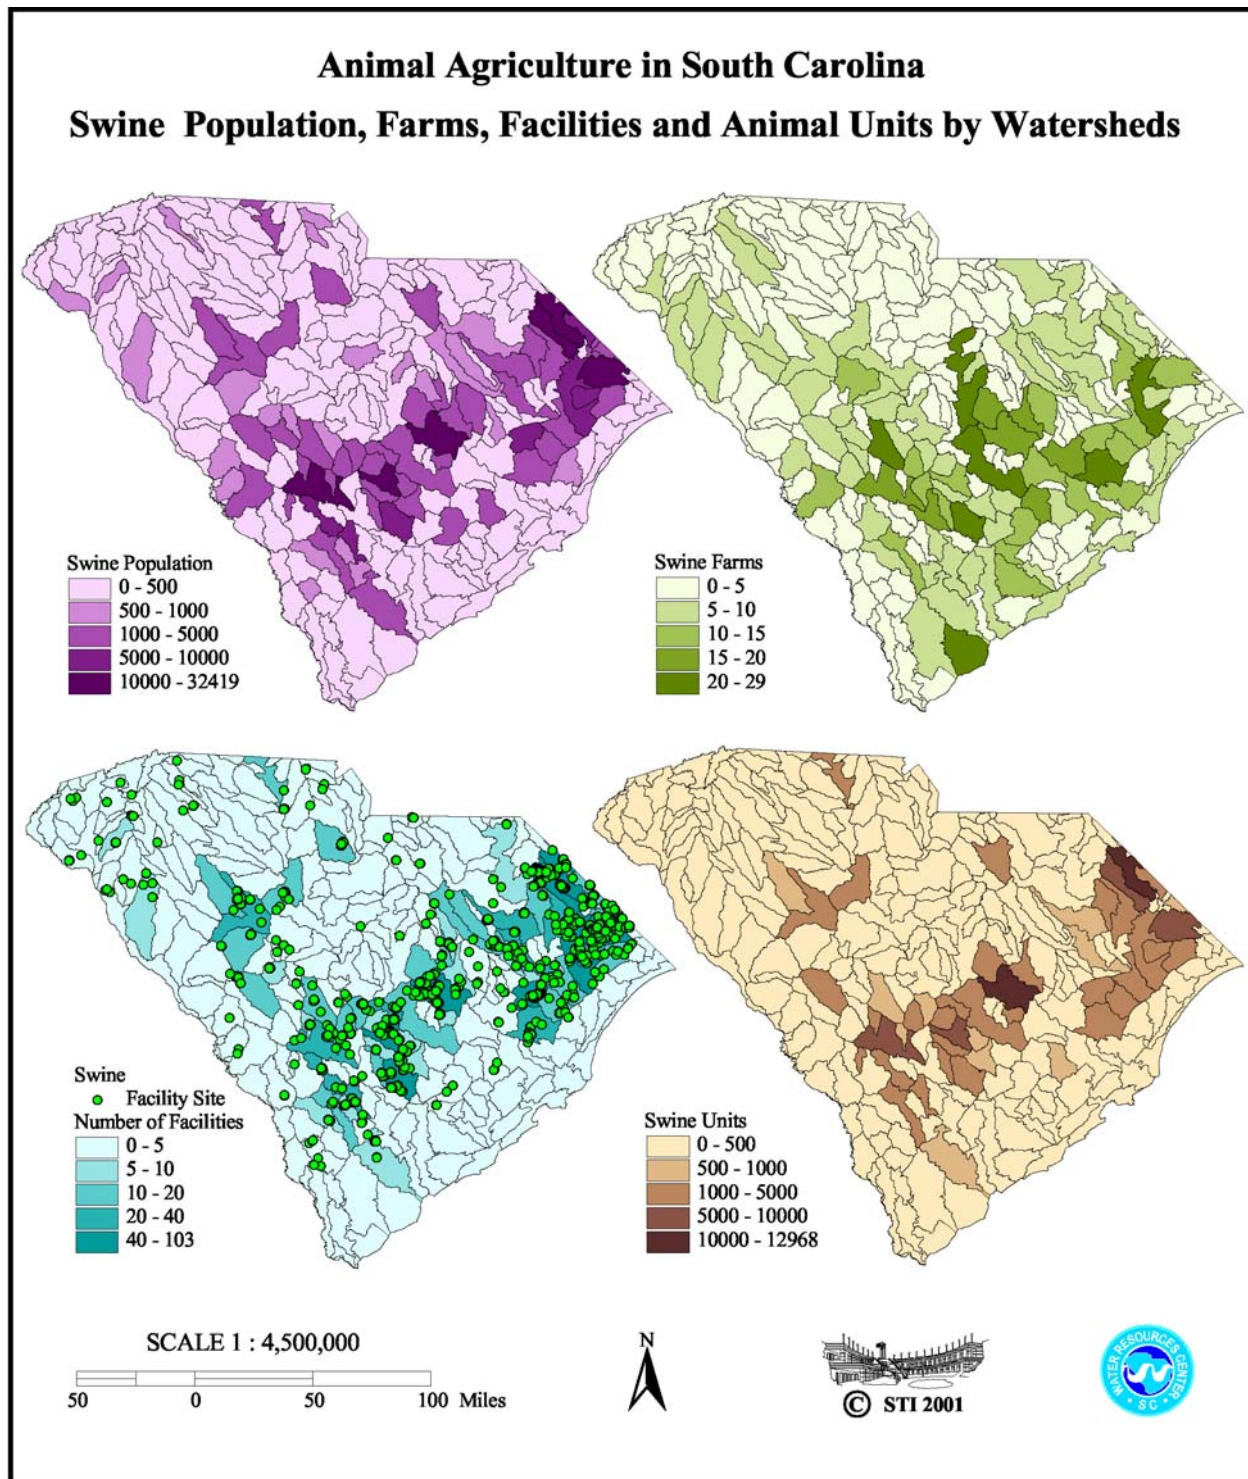 Animal Agriculture in South Carolina
Swine Population, Farms, Facilities and Animal Units by Watersheds
Swine Population
0 - 500
500 - 1000
1000 - 5000
5000 - 10000
10000 - 32419
Swine Farms
0 - 5
5 - 10
10 - 15
15 - 20
20 - 29
Swine
Facility Site
Number of Facilities
0 - 5
5 - 10
10 - 20
20 - 40
40 - 103
Swine Units
0 - 500
500 - 1000
1000 - 5000
5000 - 10000
10000 - 12968
SCALE 1 : 4,500,000
50 0 50 100 Miles
N
© STI 2001
WATER RESOURCES CENTER
SC